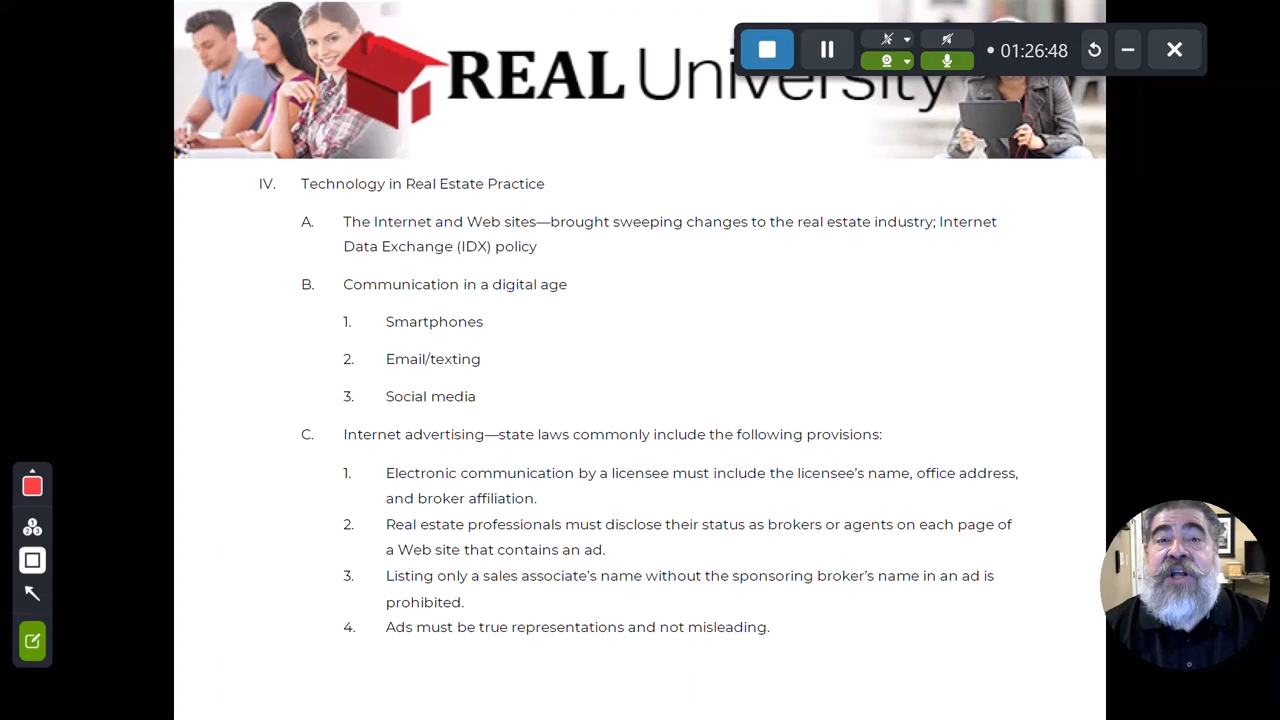 REAL University
01:26:48
IV. Technology in Real Estate Practice
A. The Internet and Web sites—brought sweeping changes to the real estate industry; Internet
Data Exchange (IDX) policy
B. Communication in a digital age
1. Smartphones
2. Email/texting
3. Social media
C. Internet advertising—state laws commonly include the following provisions:
1. Electronic communication by a licensee must include the licensee’s name, office address,
and broker affiliation.
2. Real estate professionals must disclose their status as brokers or agents on each page of
a Web site that contains an ad.
3. Listing only a sales associate’s name without the sponsoring broker’s name in an ad is
prohibited.
4. Ads must be true representations and not misleading.